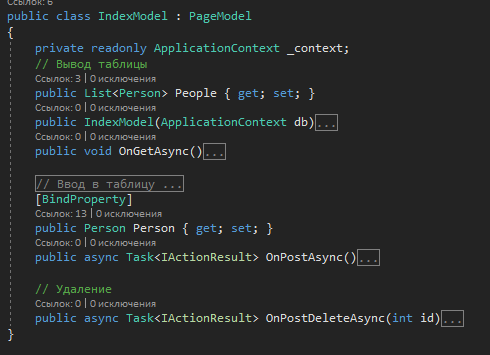 Ссылок: 6
public class IndexModel : PageModel
{
private readonly ApplicationContext _context;
// Вывод таблицы
Ссылок: 3 | 0 исключения
public List<Person> People { get; set; }
Ссылок: 0 | 0 исключения
public IndexModel(ApplicationContext db)...
Ссылок: 0 | 0 исключения
public void OnGetAsync()...
// Ввод в таблицу ...
[BindProperty]
Ссылок: 13 | 0 исключения
public Person Person { get; set; }
Ссылок: 0 | 0 исключения
public async Task<IActionResult> OnPostAsync()...
// Удаление
Ссылок: 0 | 0 исключения
public async Task<IActionResult> OnPostDeleteAsync(int id)...
}